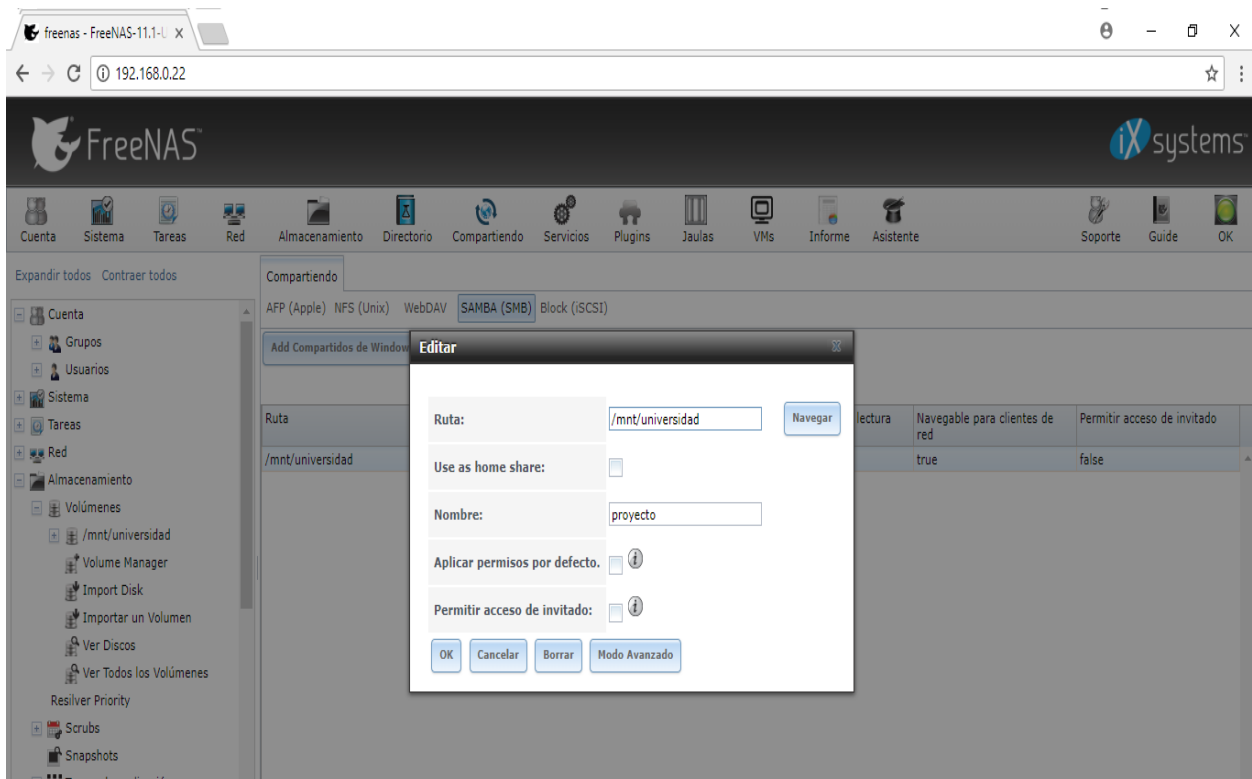 freenas - FreeNAS-11.1-U
192.168.0.22
FreeNAS™
iX systems™
Cuenta Sistema Tareas Red Almacenamiento Directorio Compartiendo Servicios Plugins Jaulas VMs Informe Asistente Soporte Guide OK
Expandir todos Contraer todos
Compartiendo
AFP (Apple) NFS (Unix) WebDAV SAMBA (SMB) Block (iSCSI)
Cuenta
Grupos
Usuarios
Sistema
Tareas
Red
Almacenamiento
Volúmenes
/mnt/universidad
Volume Manager
Import Disk
Importar un Volumen
Ver Discos
Ver Todos los Volúmenes
Resilver Priority
Scrubs
Snapshots
Add Compartidos de Window
Ruta lectura Navegable para clientes de red Permitir acceso de invitado
/mnt/universidad true false
Editar
Ruta: /mnt/universidad Navegar
Use as home share:
Nombre: proyecto
Aplicar permisos por defecto.
Permitir acceso de invitado:
OK Cancelar Borrar Modo Avanzado